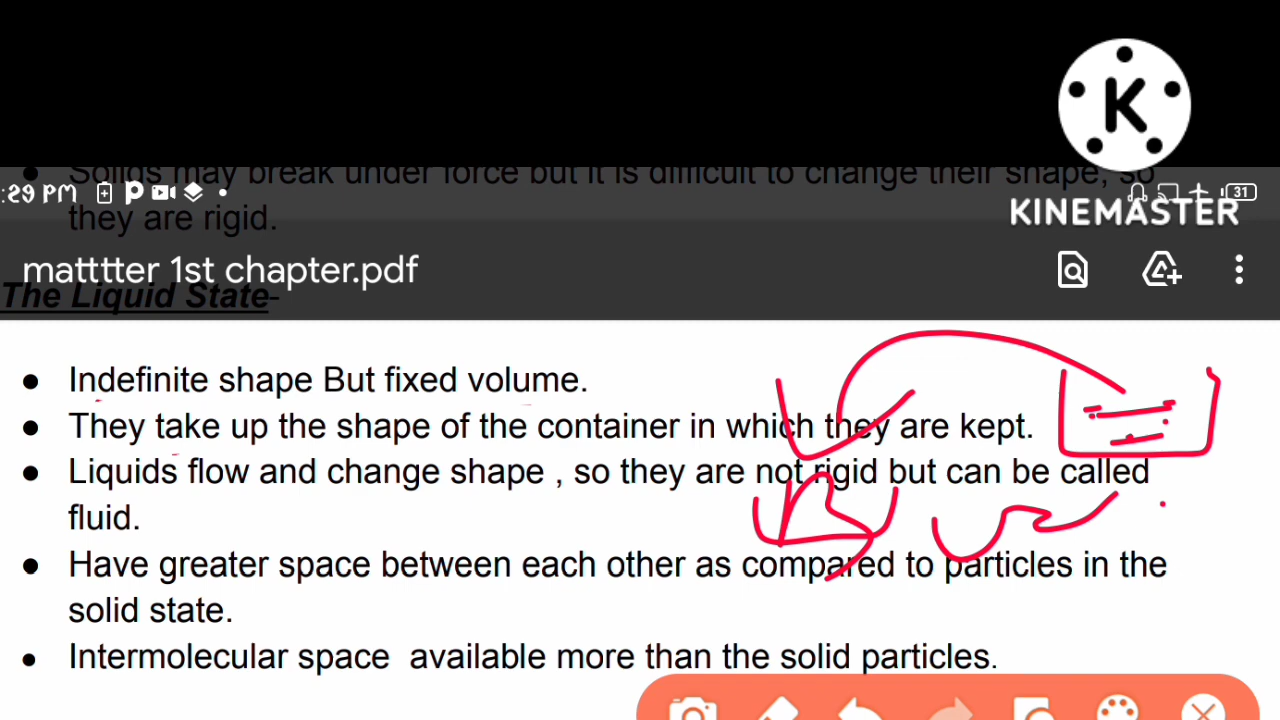 K
Solids may break under force but it is difficult to change their shape, so
:29 PM 31
they are rigid.
KINEMASTER
matttter 1st chapter.pdf
The Liquid State-
● Indefinite shape But fixed volume.
● They take up the shape of the container in which they are kept.
● Liquids flow and change shape , so they are not rigid but can be called
fluid.
● Have greater space between each other as compared to particles in the
solid state.
● Intermolecular space available more than the solid particles.